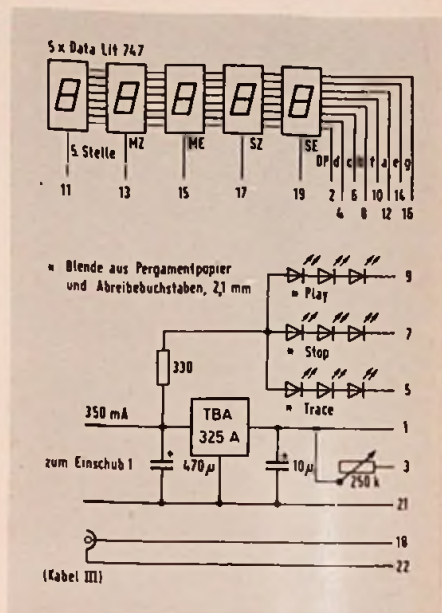 5 x Data Lit 747
MZ ME SZ SE
5. Stelle
DP d c b f a e g
11 13 15 17 19
2 6 10 14
4 8 12 16
* Blende aus Pergamentpapier
und Abreibebuchstaben, 2,1 mm
9
* Play
7
* Stop
330
5
* Trace
350 mA
TBA
325 A
1
zum Einschub 1
470 µ
10 µ
3
250 k
21
18
22
(Kabel III)